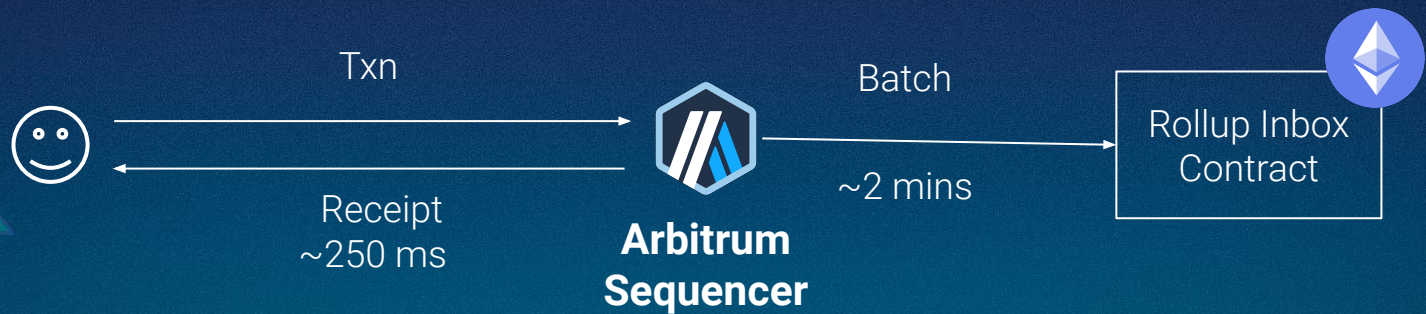 Txn
Receipt
~250 ms
Arbitrum
Sequencer
Batch
~2 mins
Rollup Inbox
Contract